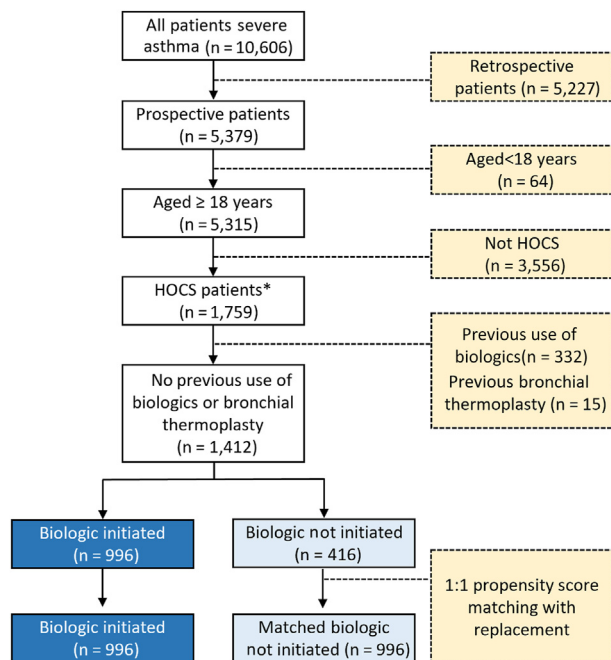 All patients severe
asthma (n = 10,606)
Retrospective
patients (n = 5,227)
Prospective patients
(n = 5,379)
Aged<18 years
(n = 64)
Aged ≥ 18 years
(n = 5,315)
Not HOCS
(n = 3,556)
HOCS patients*
(n = 1,759)
Previous use of
biologics(n = 332)
Previous bronchial
thermoplasty (n = 15)
No previous use of
biologics or bronchial
thermoplasty
(n = 1,412)
Biologic initiated
(n = 996)
Biologic not initiated
(n = 416)
1:1 propensity score
matching with
replacement
Biologic initiated
(n = 996)
Matched biologic
not initiated (n = 996)